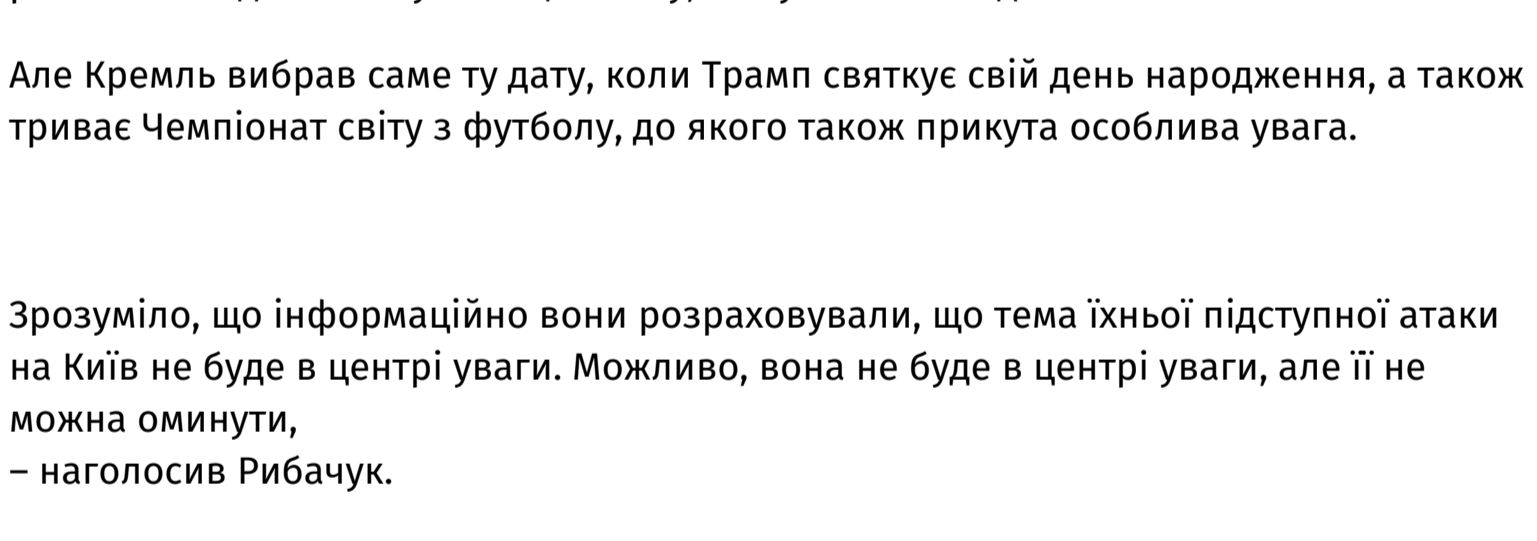 Але Кремль вибрав саме ту дату, коли Трамп святкує свій день народження, а також
триває Чемпіонат світу з футболу, до якого також прикута особлива увага.
Зрозуміло, що інформаційно вони розраховували, що тема їхньої підступної атаки
на Київ не буде в центрі уваги. Можливо, вона не буде в центрі уваги, але її не
можна оминути,
– наголосив Рибачук.